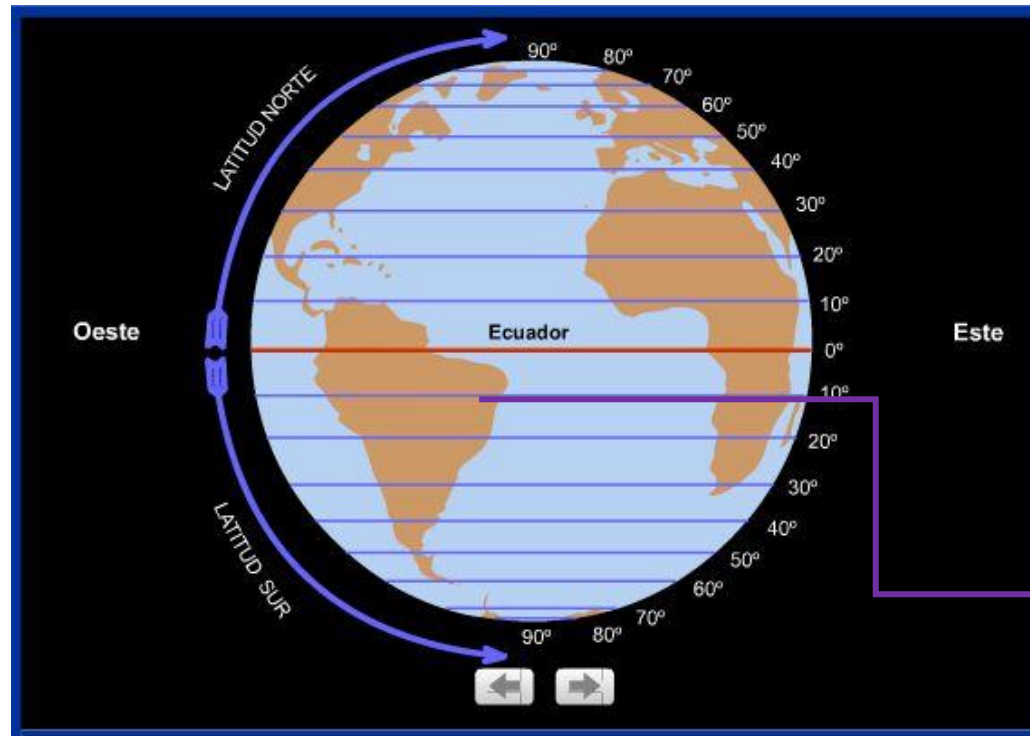 LATITUD NORTE
90º
80º
70º
60º
50º
40º
30º
20º
10º
Oeste
Ecuador
Este
0º
10º
20º
30º
40º
50º
60º
70º
80º
90º
LATITUD SUR